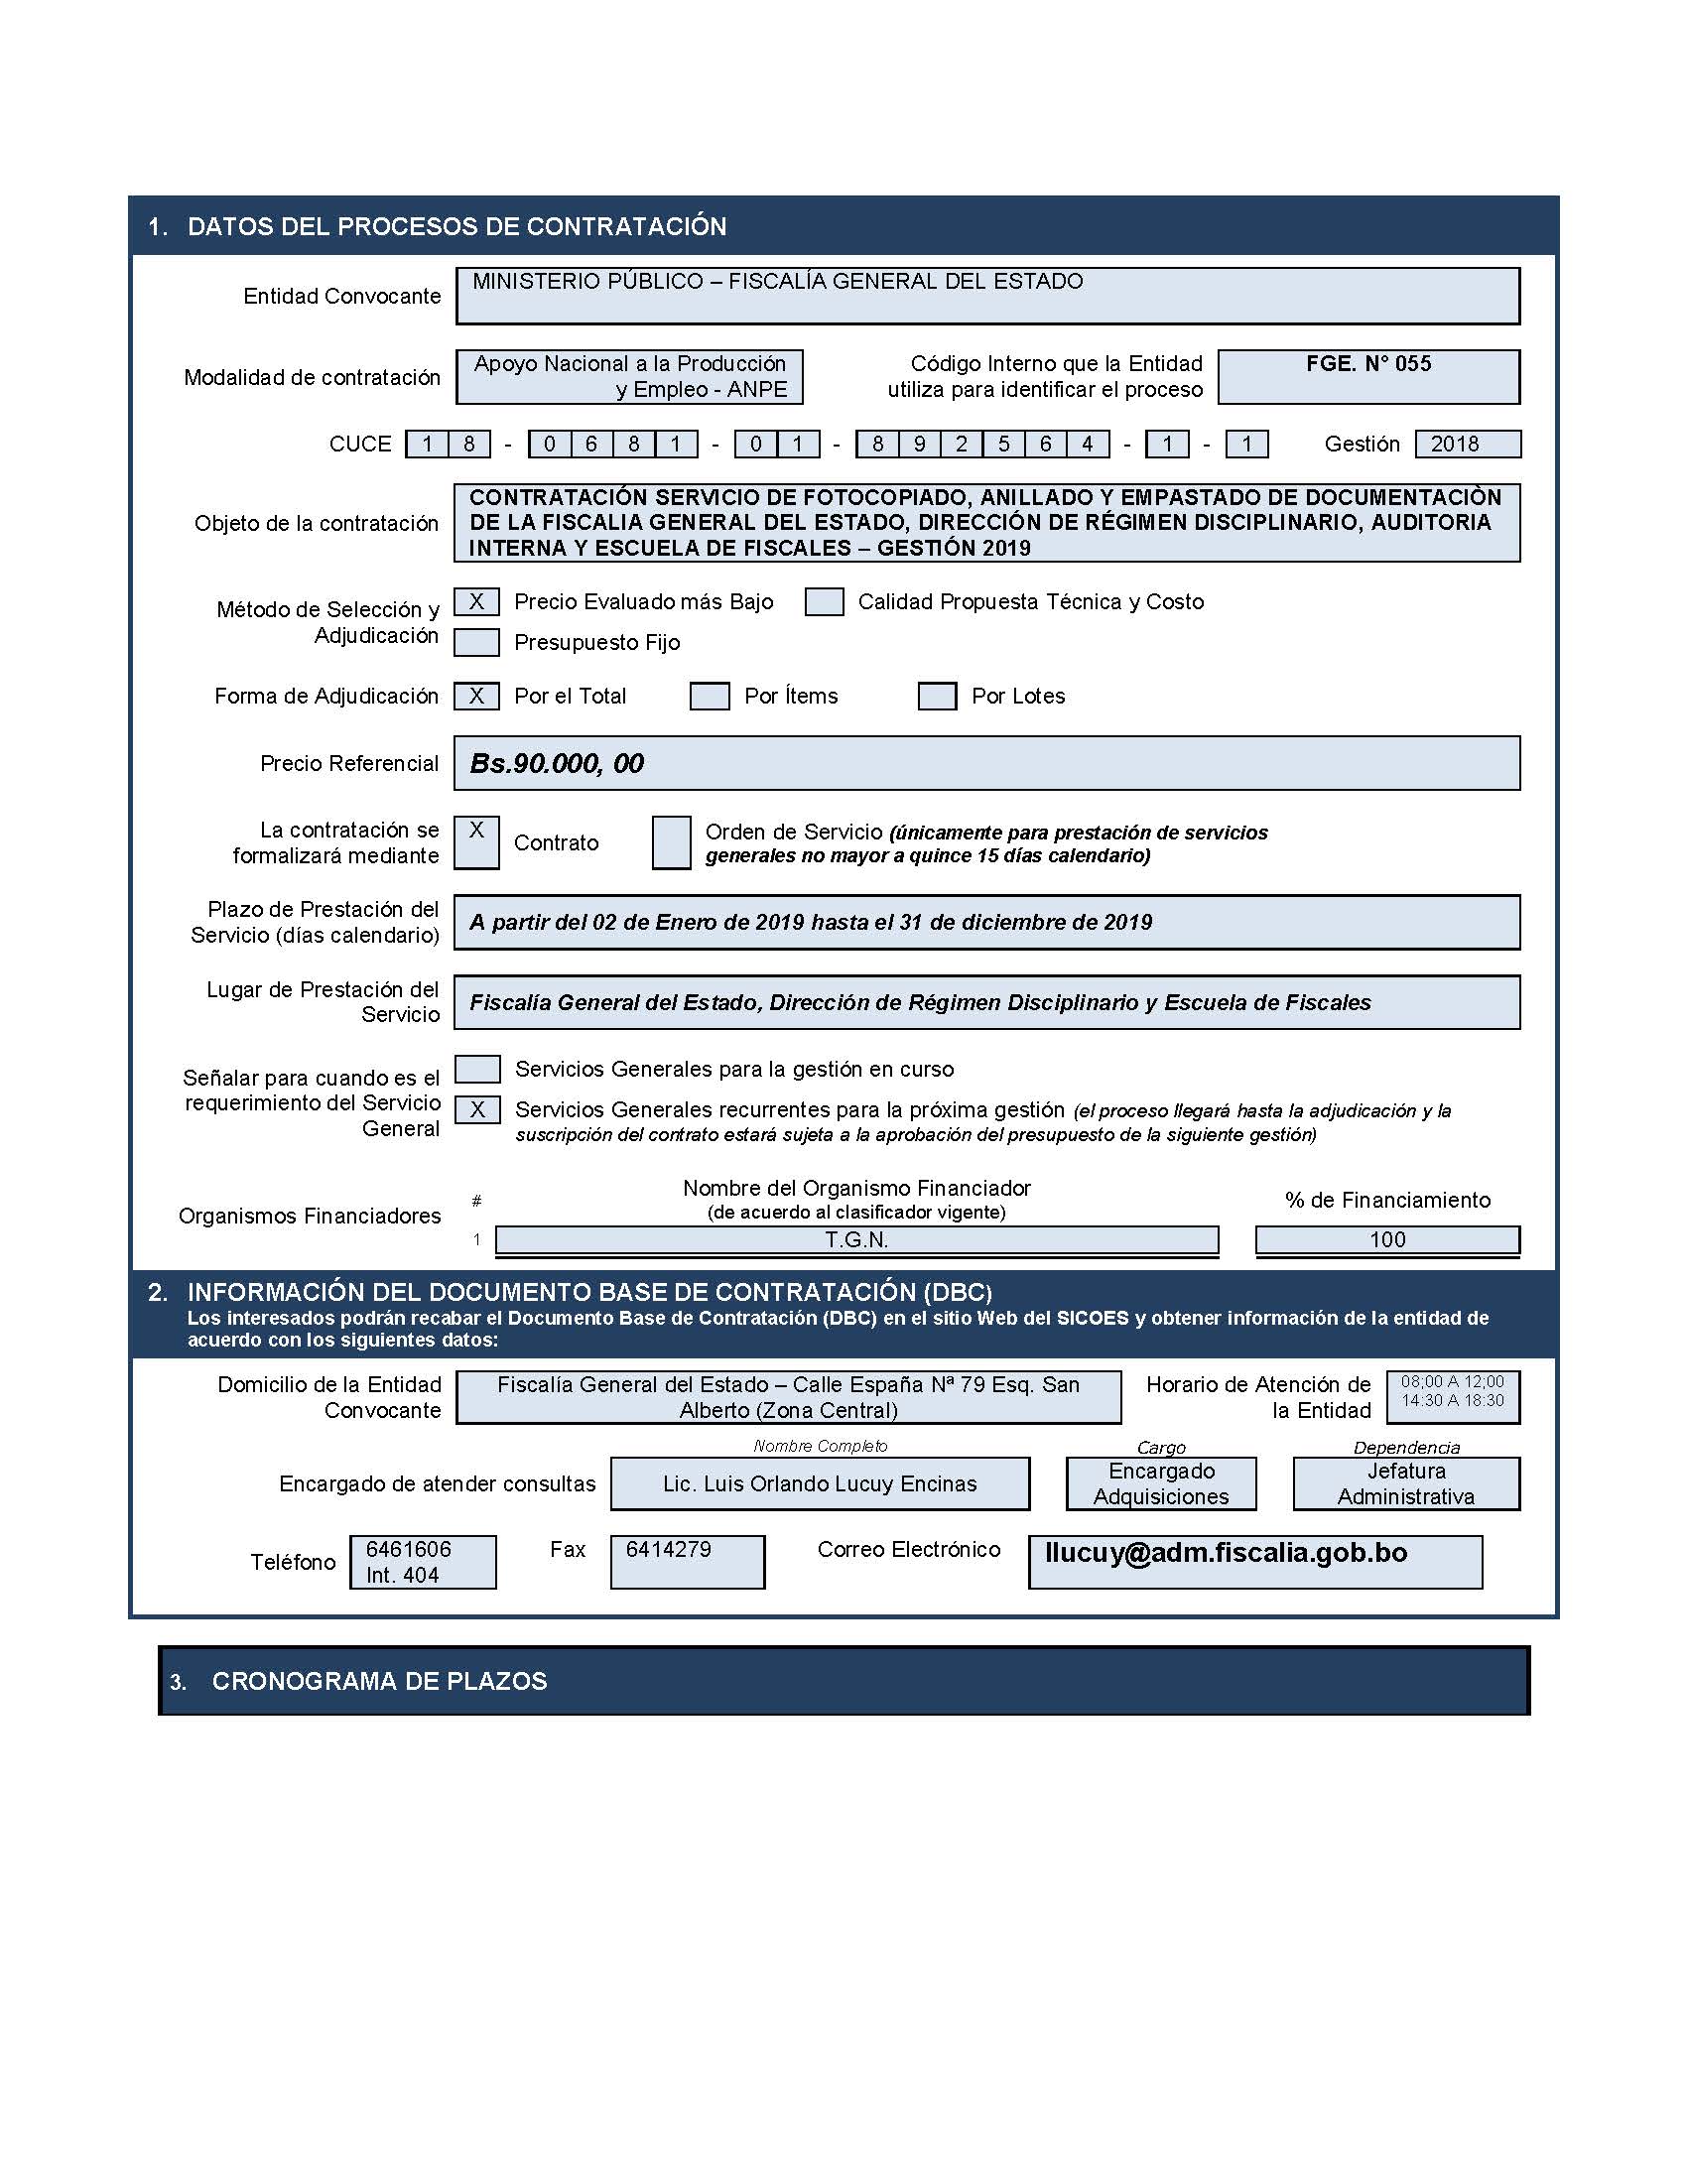 1. DATOS DEL PROCESOS DE CONTRATACIÓN
Entidad Convocante
MINISTERIO PÚBLICO – FISCALÍA GENERAL DEL ESTADO
Modalidad de contratación
Apoyo Nacional a la Producción
y Empleo - ANPE
Código Interno que la Entidad
utiliza para identificar el proceso
FGE. N° 055
CUCE 1 8 - 0 6 8 1 - 0 1 - 8 9 2 5 6 4 - 1 - 1 Gestión 2018
Objeto de la contratación
CONTRATACIÓN SERVICIO DE FOTOCOPIADO, ANILLADO Y EMPASTADO DE DOCUMENTACIÒN
DE LA FISCALIA GENERAL DEL ESTADO, DIRECCIÓN DE RÉGIMEN DISCIPLINARIO, AUDITORIA
INTERNA Y ESCUELA DE FISCALES – GESTIÓN 2019
Método de Selección y
Adjudicación
X Precio Evaluado más Bajo Calidad Propuesta Técnica y Costo
Presupuesto Fijo
Forma de Adjudicación X Por el Total Por Ítems Por Lotes
Precio Referencial Bs.90.000, 00
La contratación se
formalizará mediante
X Contrato
Orden de Servicio (únicamente para prestación de servicios
generales no mayor a quince 15 días calendario)
Plazo de Prestación del
Servicio (días calendario)
A partir del 02 de Enero de 2019 hasta el 31 de diciembre de 2019
Lugar de Prestación del
Servicio
Fiscalía General del Estado, Dirección de Régimen Disciplinario y Escuela de Fiscales
Señalar para cuando es el
requerimiento del Servicio
General
Servicios Generales para la gestión en curso
X Servicios Generales recurrentes para la próxima gestión (el proceso llegará hasta la adjudicación y la
suscripción del contrato estará sujeta a la aprobación del presupuesto de la siguiente gestión)
Organismos Financiadores
# Nombre del Organismo Financiador
(de acuerdo al clasificador vigente)
% de Financiamiento
1 T.G.N. 100
2. INFORMACIÓN DEL DOCUMENTO BASE DE CONTRATACIÓN (DBC)
Los interesados podrán recabar el Documento Base de Contratación (DBC) en el sitio Web del SICOES y obtener información de la entidad de
acuerdo con los siguientes datos:
Domicilio de la Entidad
Convocante
Fiscalía General del Estado – Calle España Nª 79 Esq. San
Alberto (Zona Central)
Horario de Atención de
la Entidad
08;00 A 12;00
14:30 A 18:30
Nombre Completo Cargo Dependencia
Encargado de atender consultas
Lic. Luis Orlando Lucuy Encinas
Encargado
Adquisiciones
Jefatura
Administrativa
Teléfono
6461606
Int. 404
Fax 6414279
Correo Electrónico llucuy@adm.fiscalia.gob.bo
3. CRONOGRAMA DE PLAZOS